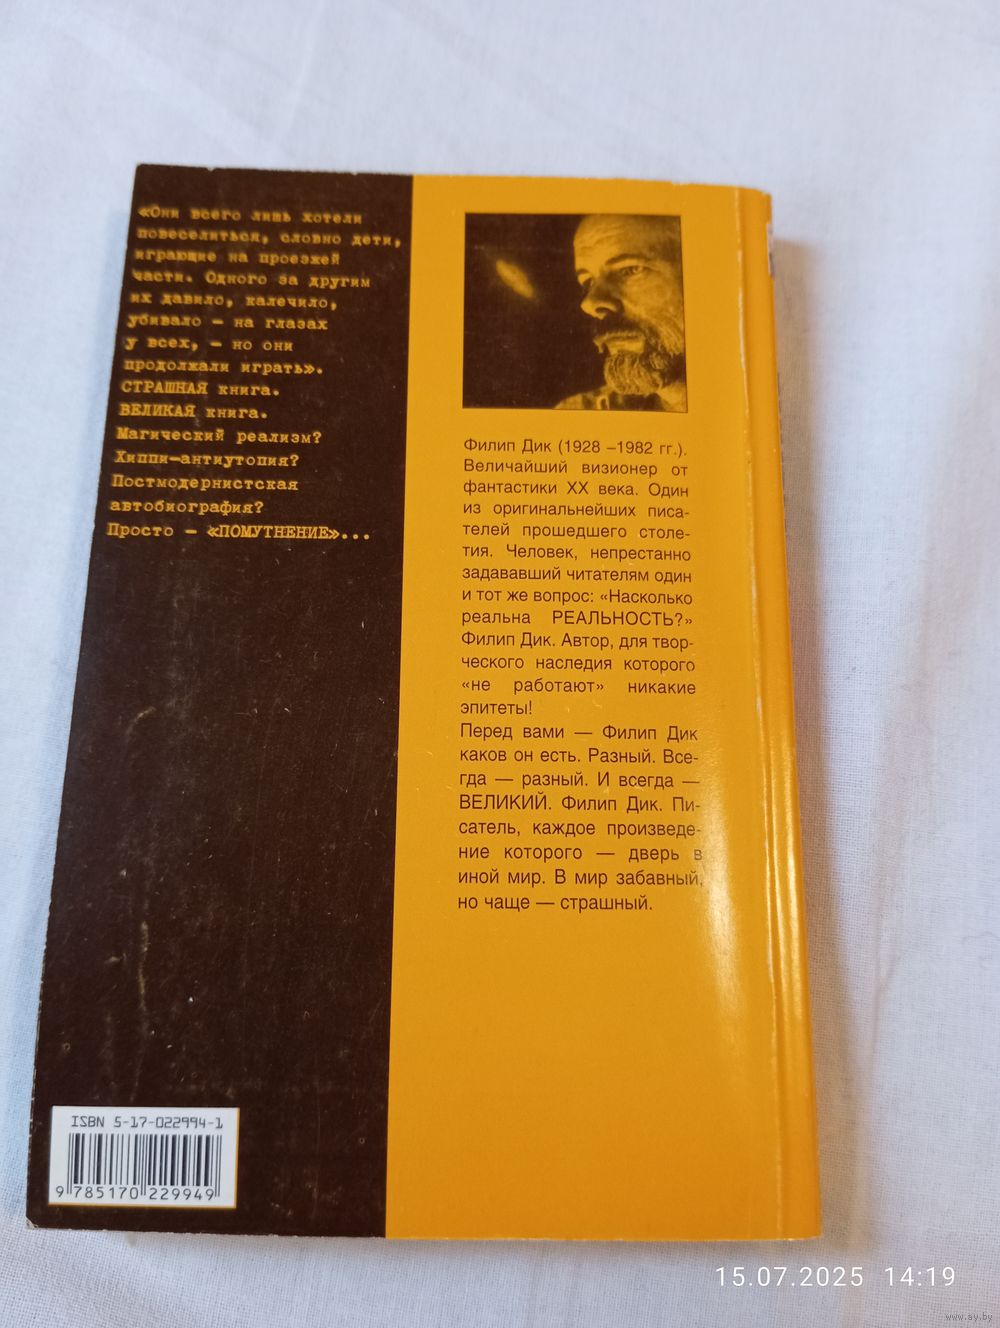 «Они всего лишь хотели
повеселиться, словно дети,
играющие на проезжей
части. Одного за другим
их давило, калечило,
убивало — на глазах
у всех, — но они
продолжали играть».
СТРАШНАЯ книга.
ВЕЛИКАЯ книга.
Магический реализм?
Хиппи-антиутопия?
Постмодернистская
автобиография?
Просто — «ПОМУТНЕНИЕ»...
Филип Дик (1928 –1982 гг.).
Величайший визионер от
фантастики XX века. Один
из оригинальнейших писа-
телей прошедшего столе-
тия. Человек, непрестанно
задававший читателям один
и тот же вопрос: «Насколько
реальна РЕАЛЬНОСТЬ?»
Филип Дик. Автор, для твор-
ческого наследия которого
«не работают» никакие
эпитеты!
Перед вами — Филип Дик
каков он есть. Разный. Все-
гда — разный. И всегда —
ВЕЛИКИЙ. Филип Дик. Пи-
сатель, каждое произведе-
ние которого — дверь в
иной мир. В мир забавный,
но чаще — страшный.
ISBN 5-17-022994-1
9 785170 229949
15.07.2025 14:19
www.ay.by